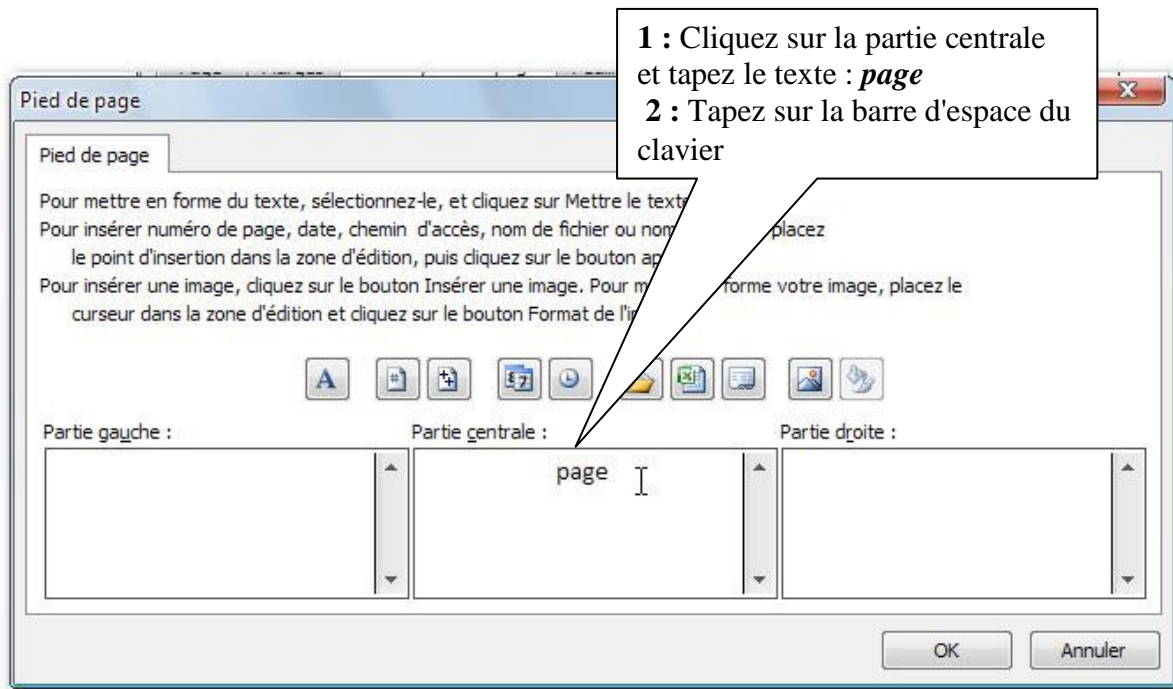 1 : Cliquez sur la partie centrale
et tapez le texte : page
2 : Tapez sur la barre d'espace du
clavier
Pied de page
Pied de page
Pour mettre en forme du texte, sélectionnez-le, et cliquez sur Mettre le texte
Pour insérer numéro de page, date, chemin d'accès, nom de fichier ou placez
le point d'insertion dans la zone d'édition, puis cliquez sur le bouton
Pour insérer une image, cliquez sur le bouton Insérer une image. Pour forme votre image, placez le
curseur dans la zone d'édition et cliquez sur le bouton Format de
A
Partie gauche :
Partie centrale :
Partie droite :
page
OK
Annuler